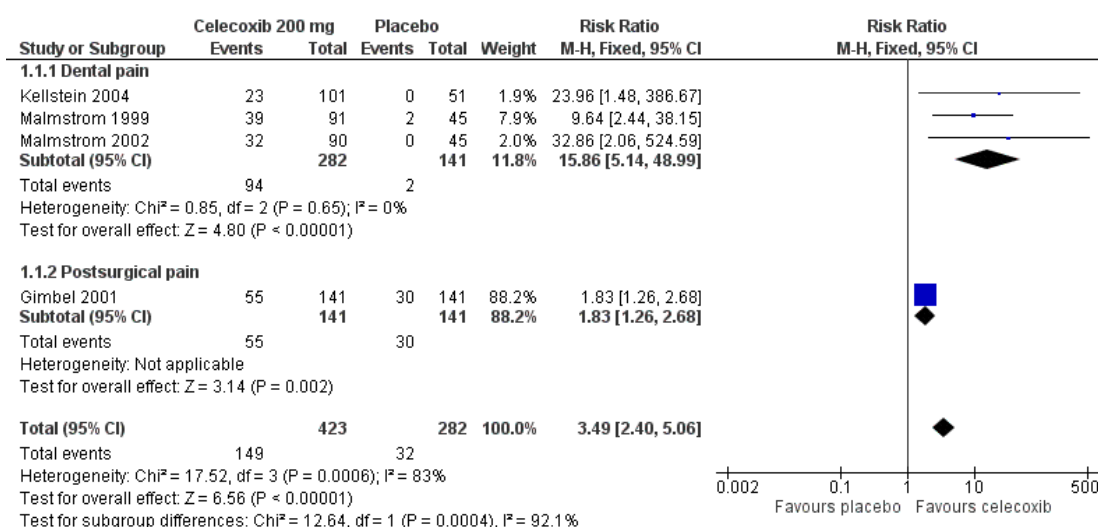 Celecoxib 200 mg Placebo Risk Ratio Risk Ratio
Study or Subgroup Events Total Events Total Weight M-H, Fixed, 95% CI M-H, Fixed, 95% CI
1.1.1 Dental pain
Kellstein 2004 23 101 0 51 1.9% 23.96 [1.48, 386.67]
Malmstrom 1999 39 91 2 45 7.9% 9.64 [2.44, 38.15]
Malmstrom 2002 32 90 0 45 2.0% 32.86 [2.06, 524.59]
Subtotal (95% CI) 282 141 11.8% 15.86 [5.14, 48.99]
Total events 94 2
Heterogeneity: Chi² = 0.85, df = 2 (P = 0.65); I² = 0%
Test for overall effect: Z = 4.80 (P < 0.00001)
1.1.2 Postsurgical pain
Gimbel 2001 55 141 30 141 88.2% 1.83 [1.26, 2.68]
Subtotal (95% CI) 141 141 88.2% 1.83 [1.26, 2.68]
Total events 55 30
Heterogeneity: Not applicable
Test for overall effect: Z = 3.14 (P = 0.002)
Total (95% CI) 423 282 100.0% 3.49 [2.40, 5.06]
Total events 149 32
Heterogeneity: Chi² = 17.52, df = 3 (P = 0.0006); I² = 83%
Test for overall effect: Z = 6.56 (P < 0.00001)
Test for subgroup differences: Chi² = 12.64, df = 1 (P = 0.0004), I² = 92.1%
0.002 0.1 1 10 500
Favours placebo Favours celecoxib